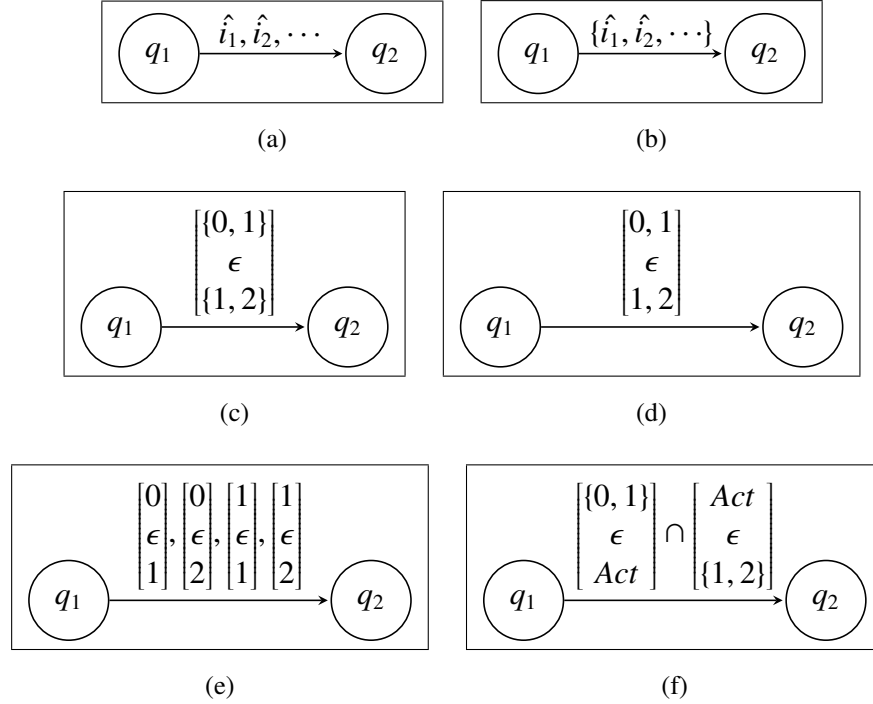 q₁ î₁, î₂, ⋯ q₂
q₁ {î₁, î₂, ⋯} q₂
(a) (b)
[{0, 1}
ϵ
{1, 2}]
q₁ q₂
[0, 1
ϵ
1, 2]
q₁ q₂
(c) (d)
[0 ϵ 1], [0 ϵ 2], [1 ϵ 1], [1 ϵ 2]
q₁ q₂
[{0, 1} ϵ Act] ∩ [Act ϵ {1, 2}]
q₁ q₂
(e) (f)